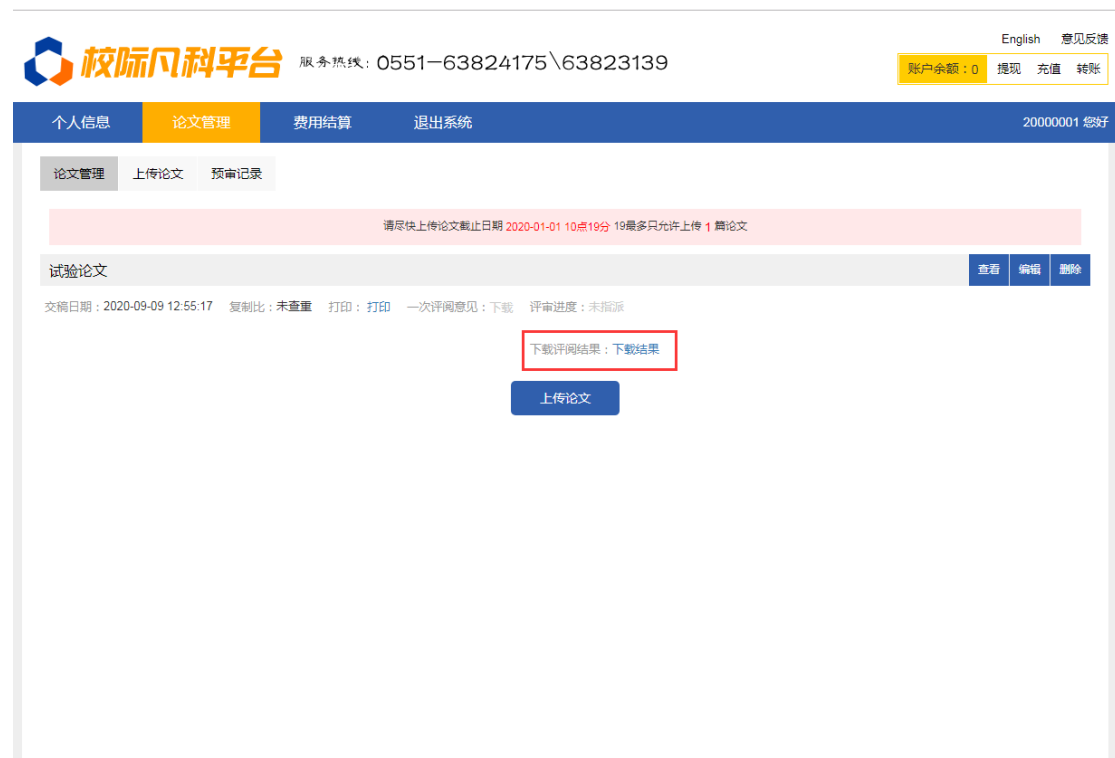 English 意见反馈
校际凡科平台 服务热线: 0551-63824175\63823139
账户余额：0 提现 充值 转账
个人信息 论文管理 费用结算 退出系统 20000001 您好
论文管理 上传论文 预审记录
请尽快上传论文截止日期 2020-01-01 10点19分 19最多只允许上传 1 篇论文
试验论文 查看 编辑 删除
交稿日期：2020-09-09 12:55:17 复制比：未查重 打印：打印 一次评阅意见：下载 评审进度：未指派
下载评阅结果：下载结果
上传论文